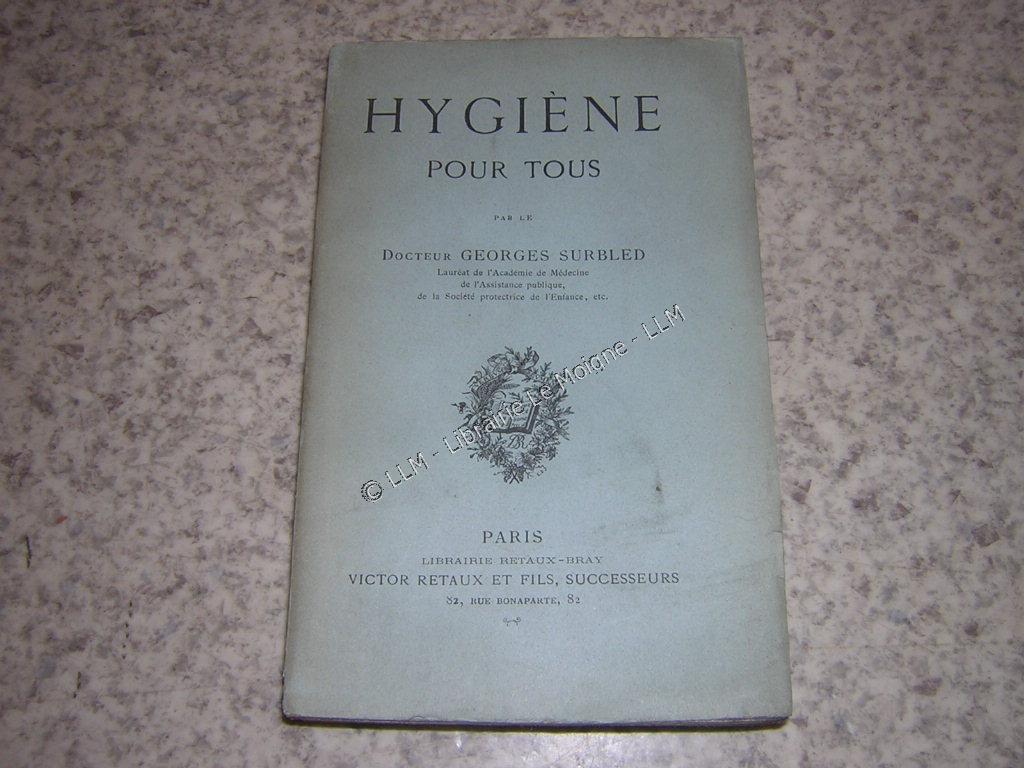 HYGIÈNE
POUR TOUS
PAR LE
DOCTEUR GEORGES SURBLED
Lauréat de l'Académie de Médecine
de l'Assistance publique,
de la Société protectrice de l'Enfance, etc.
© LLM - Librairie Le Moigne - LLM
PARIS
LIBRAIRIE RETAUX-BRAY
VICTOR RETAUX ET FILS, SUCCESSEURS
82, RUE BONAPARTE, 82